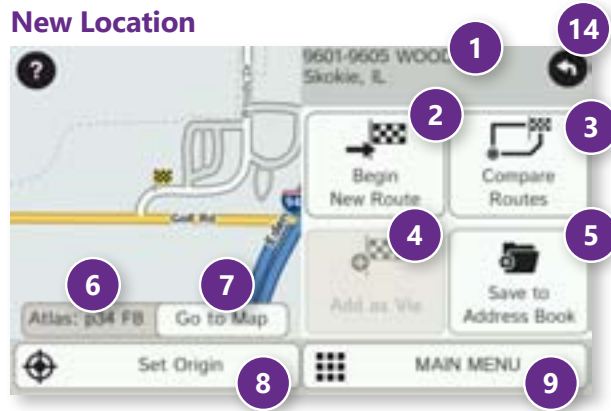 New Location
14
1
9601-9605 WOOD
Skokie, IL
?
2
3
Begin
New Route
Compare
Routes
4
5
Add as Via
Save to
Address Book
94
Golf Rd
6
7
Atlas: p34 F8
Go to Map
Set Origin
8
MAIN MENU
9